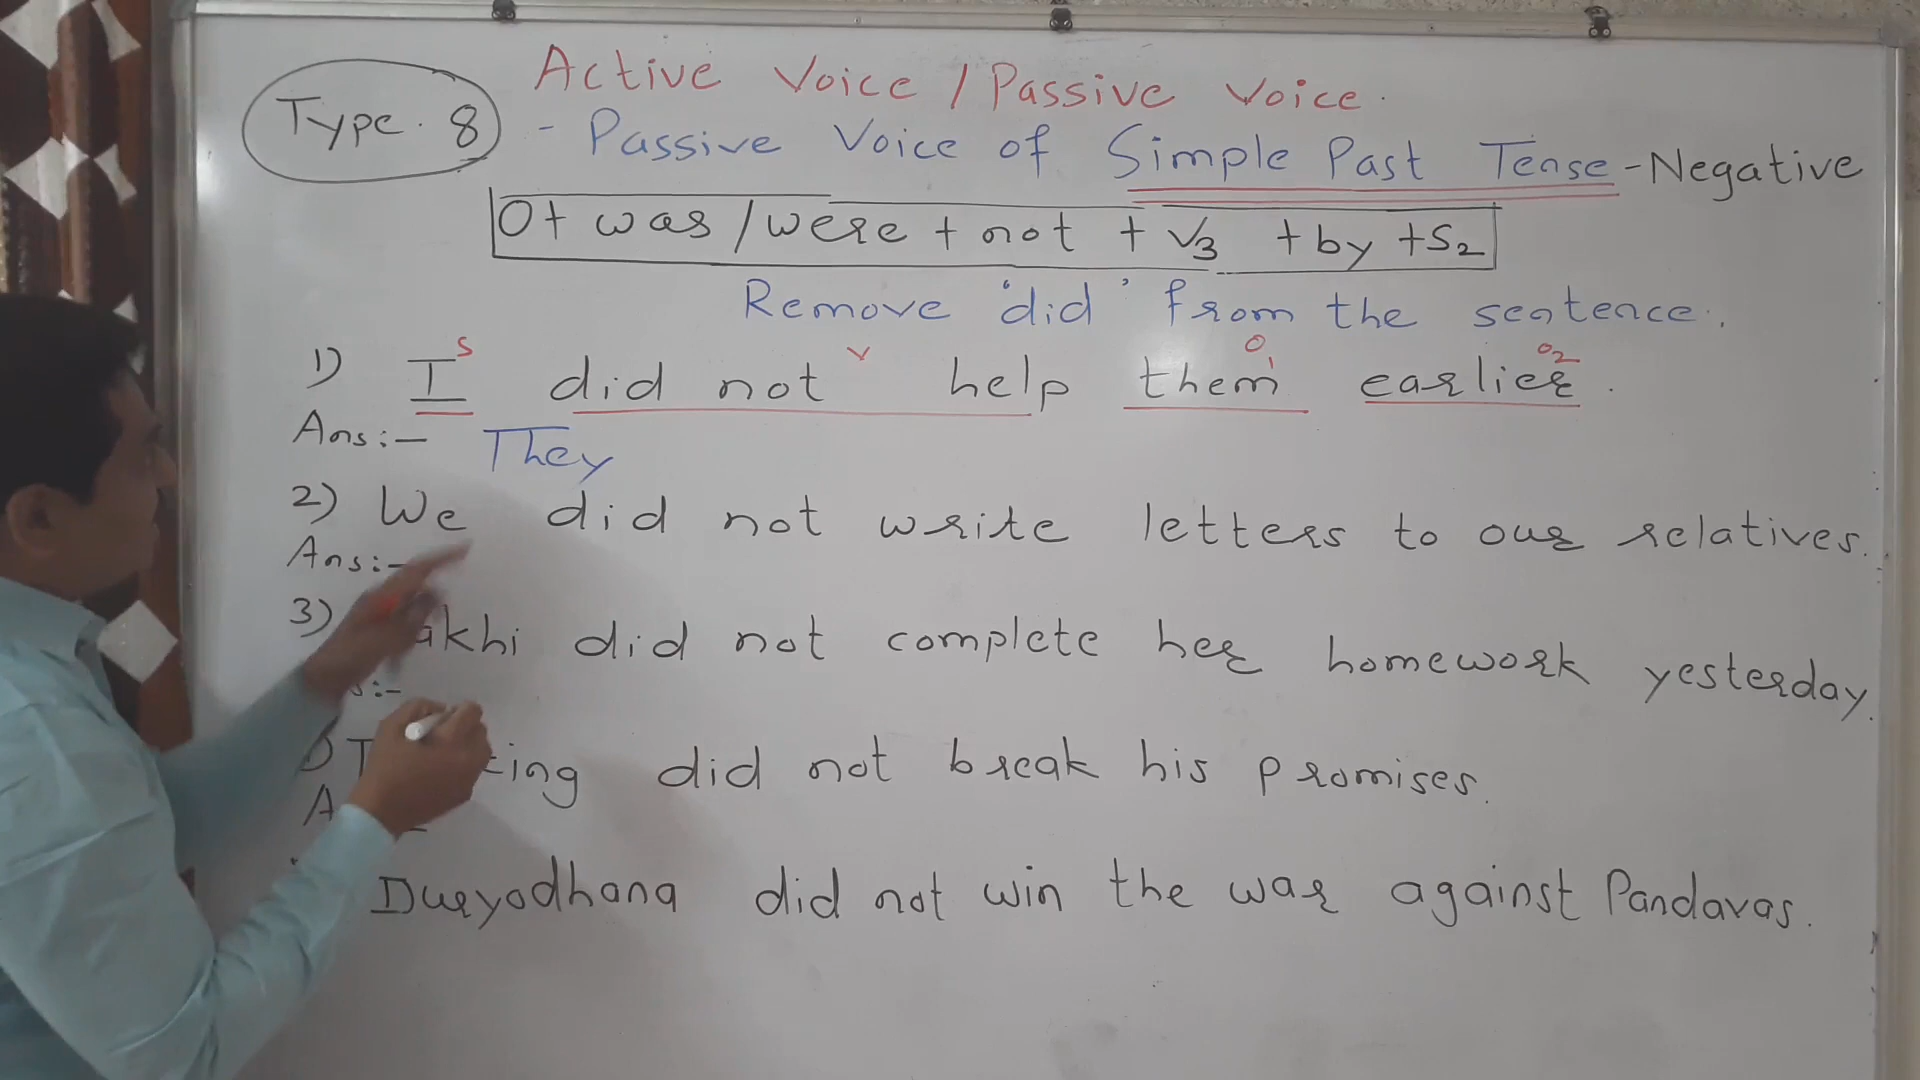 Active Voice / Passive Voice.
Type. 8
- Passive Voice of Simple Past Tense - Negative
O + was / were + not + V3 + by + S2
Remove 'did' from the sentence.
S V O1 O2
1) I did not help them earlier.
Ans:- They
2) We did not write letters to our relatives.
Ans:-
3) akhi did not complete her homework yesterday.
s:-
did not break his promises.
Duryodhana did not win the war against Pandavas.